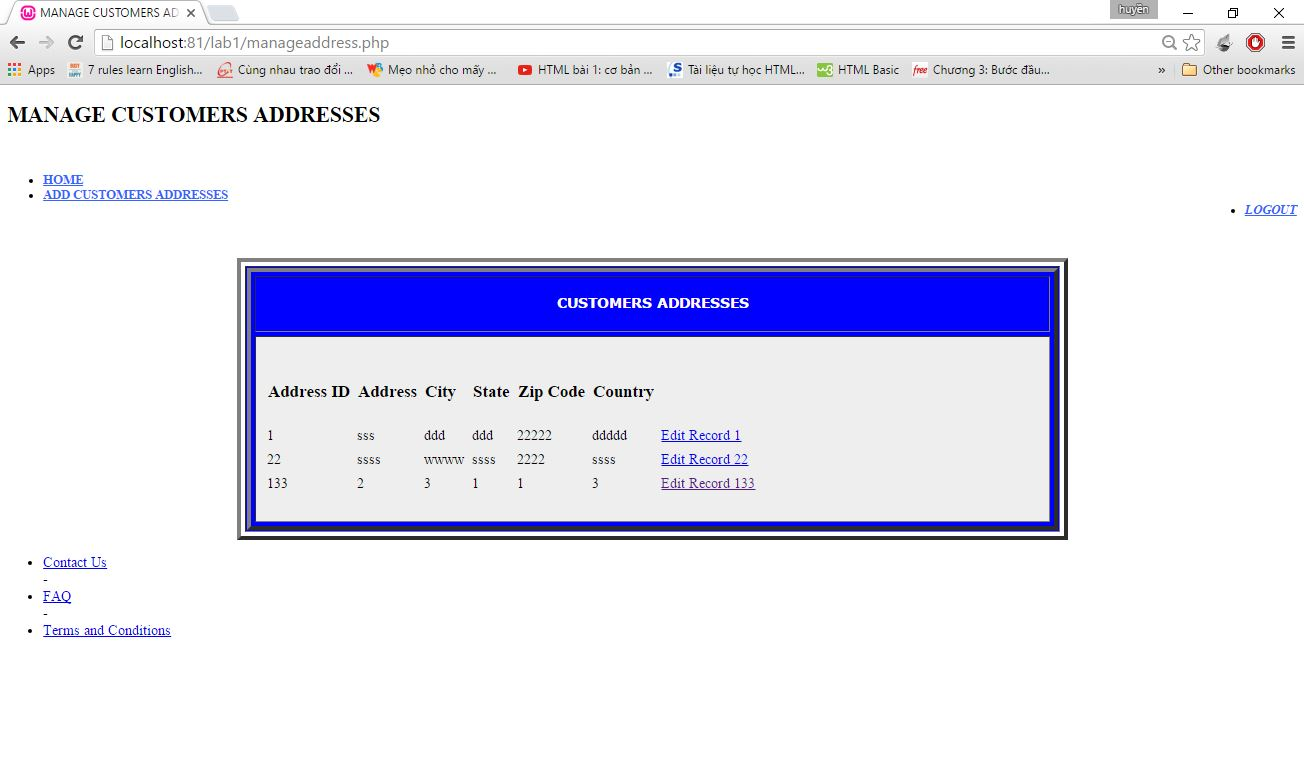 MANAGE CUSTOMERS AD
huyền
localhost:81/lab1/manageaddress.php
Apps 7 rules learn English... Cùng nhau trao đổi ... Mẹo nhỏ cho mấy ... HTML bài 1: cơ bản ... Tài liệu tự học HTML... HTML Basic Chương 3: Bước đầu... » Other bookmarks
MANAGE CUSTOMERS ADDRESSES
• HOME
• ADD CUSTOMERS ADDRESSES
• LOGOUT
CUSTOMERS ADDRESSES
Address ID Address City State Zip Code Country
1 sss ddd ddd 22222 ddddd Edit Record 1
22 ssss wwww ssss 2222 ssss Edit Record 22
133 2 3 1 1 3 Edit Record 133
• Contact Us
-
• FAQ
-
• Terms and Conditions